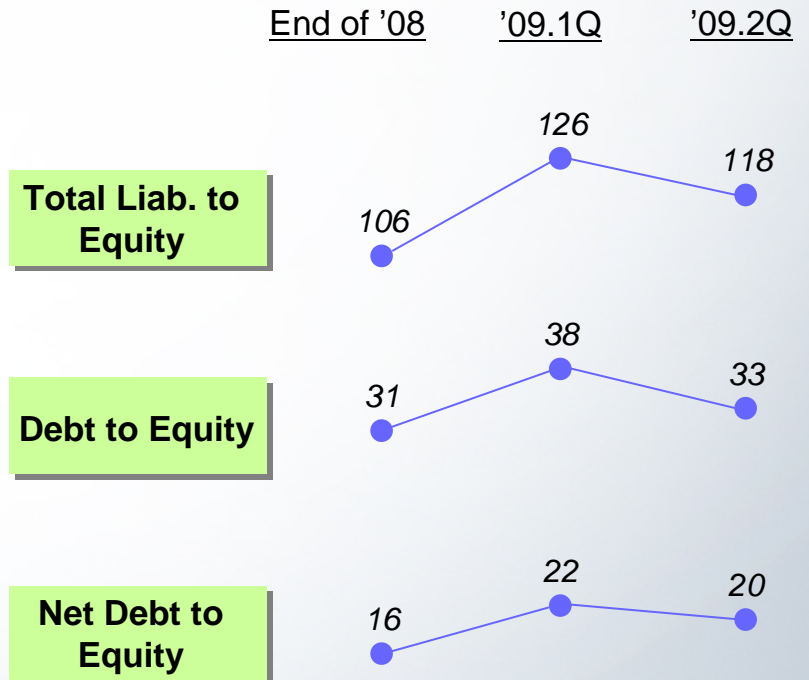 End of ’08 ’09.1Q ’09.2Q
126
118
106
Total Liab. to
Equity
38
33
31
Debt to Equity
22
20
16
Net Debt to
Equity